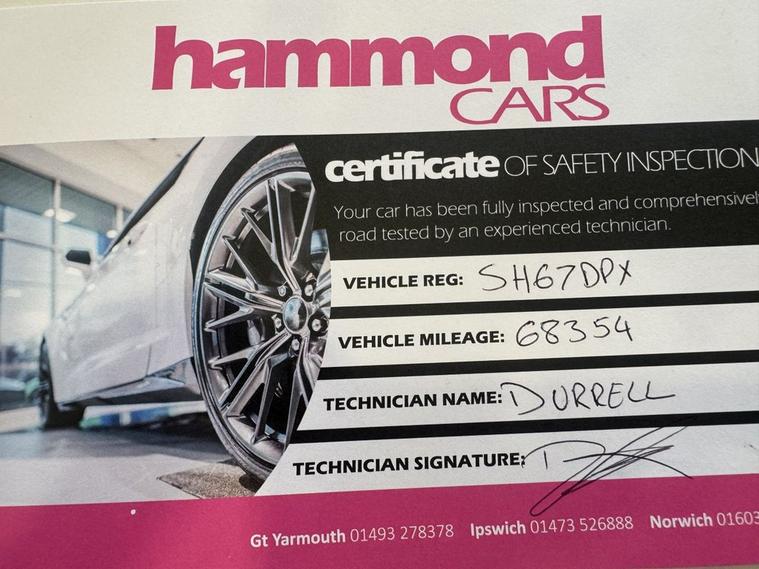 hammond
CARS
certificate OF SAFETY INSPECTION
Your car has been fully inspected and comprehensivel
road tested by an experienced technician.
VEHICLE REG: SH67DPX
VEHICLE MILEAGE: 68354
TECHNICIAN NAME: DURRELL
TECHNICIAN SIGNATURE:
Gt Yarmouth 01493 278378 Ipswich 01473 526888 Norwich 01603